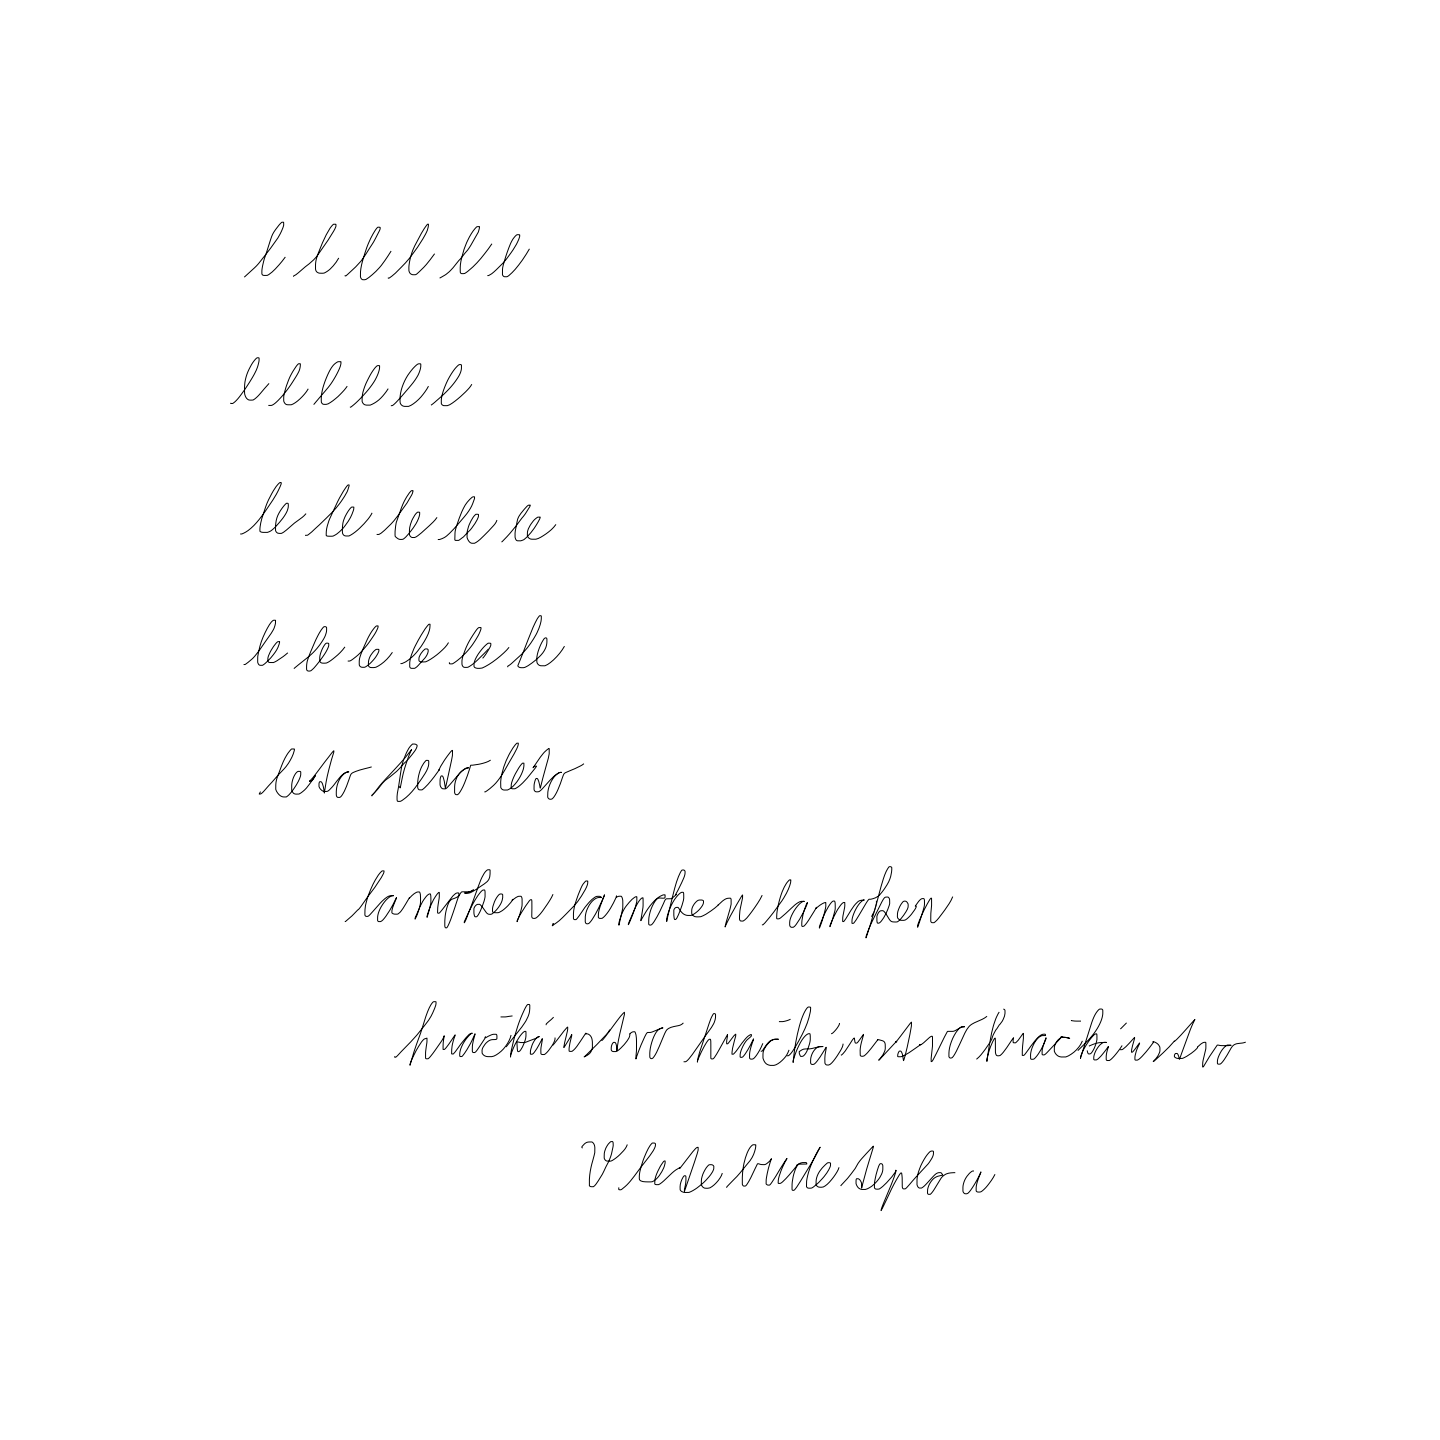 l l l l l l
l l l l l l
le le le le le
le le le le le le
leto leto leto
lamoken lamoken lamoken
hračkárstvo hračkárstvo hračkárstvo
V lete bude teplo a